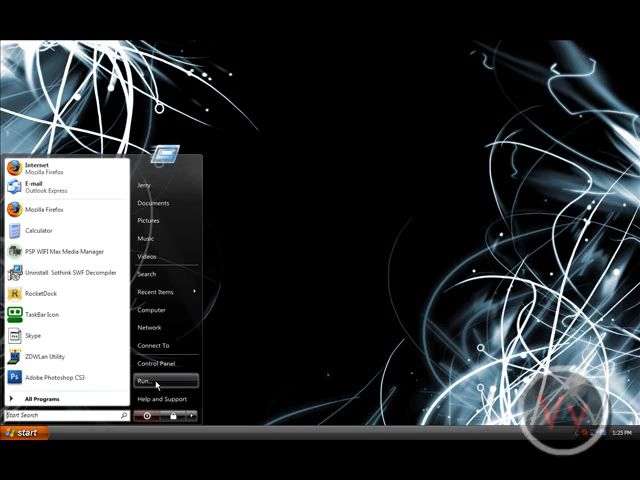 Internet
Mozilla Firefox
E-mail
Outlook Express
Mozilla Firefox
Calculator
PSP WIFI Max Media Manager
Uninstall Sothink SWF Decompiler
RocketDock
TaskBar Icon
Skype
ZDWLan Utility
Adobe Photoshop CS3
All Programs
Start Search
Jerry
Documents
Pictures
Music
Videos
Search
Recent Items
Computer
Network
Connect To
Control Panel
Run...
Help and Support
start
1:25 PM